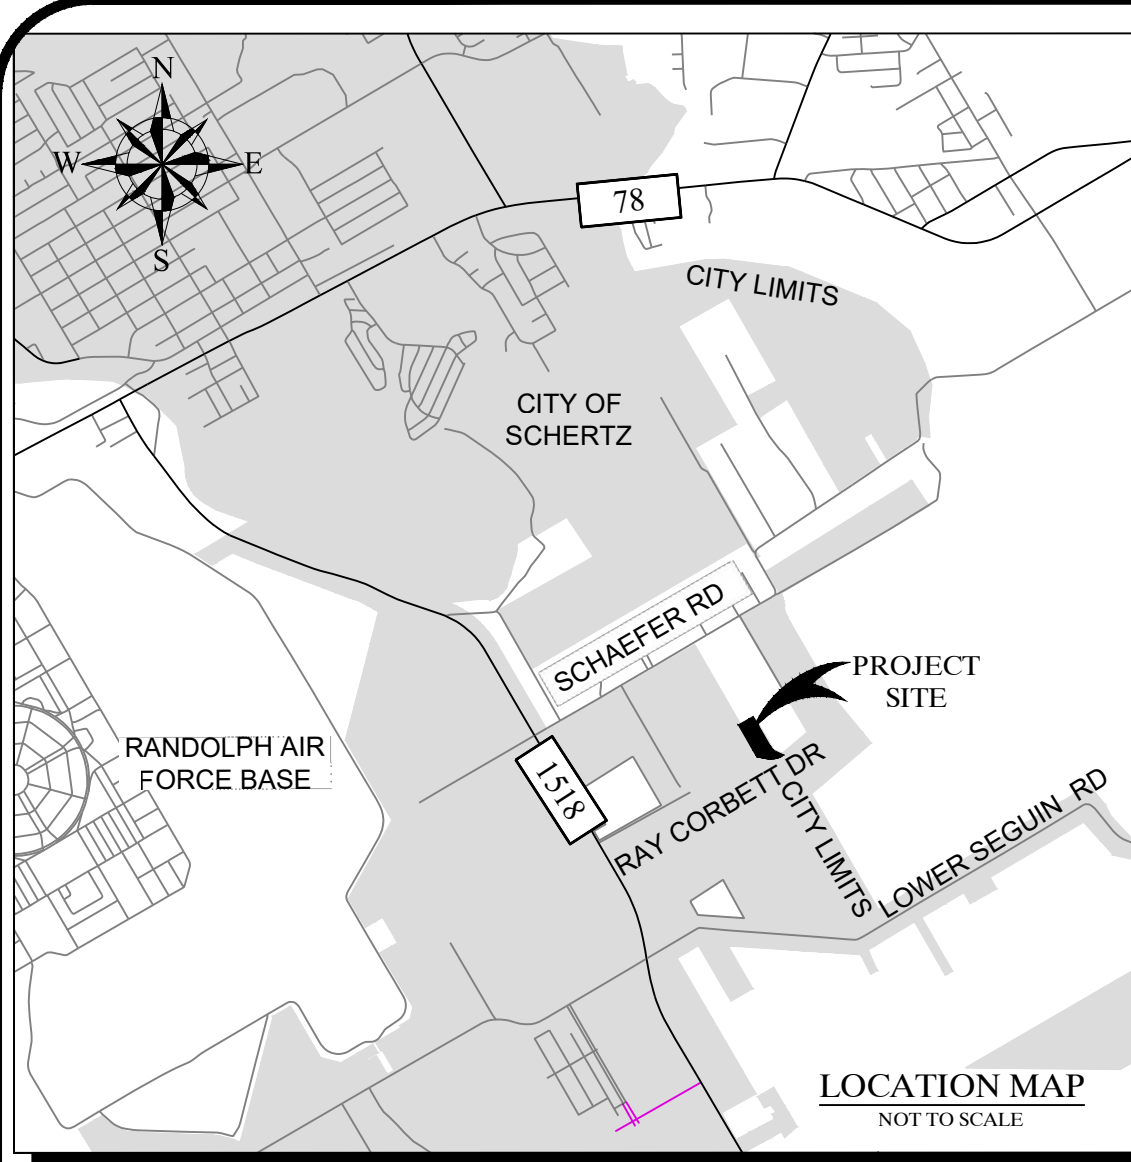 N
W
E
S
78
CITY LIMITS
CITY OF
SCHERTZ
SCHAEFER RD
PROJECT
SITE
RANDOLPH AIR
FORCE BASE
1518
RAY CORBETT DR
CITY LIMITS
LOWER SEGUIN RD
LOCATION MAP
NOT TO SCALE